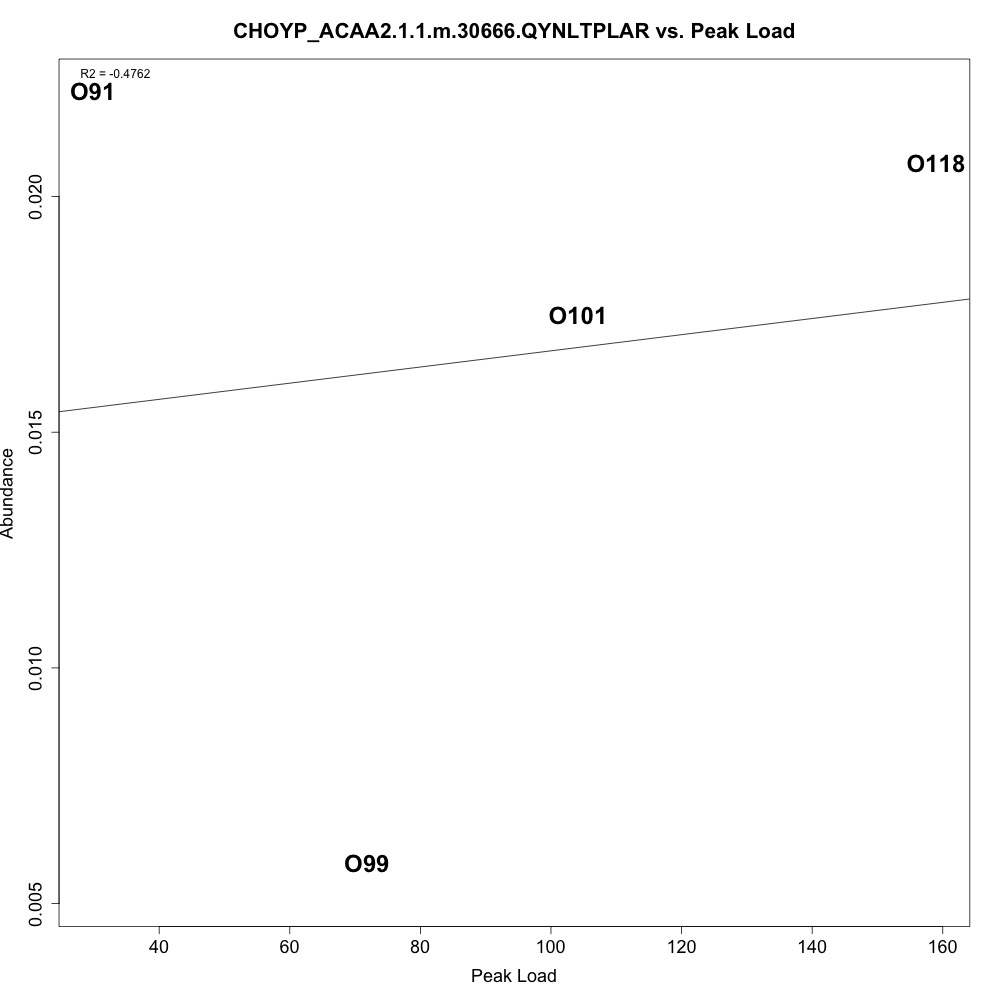 CHOYP_ACAA2.1.1.m.30666.QYNLTPLAR vs. Peak Load
R2 = -0.4762
O91
O118
0.020
O101
0.015
Abundance
0.010
O99
0.005
40 60 80 100 120 140 160
Peak Load